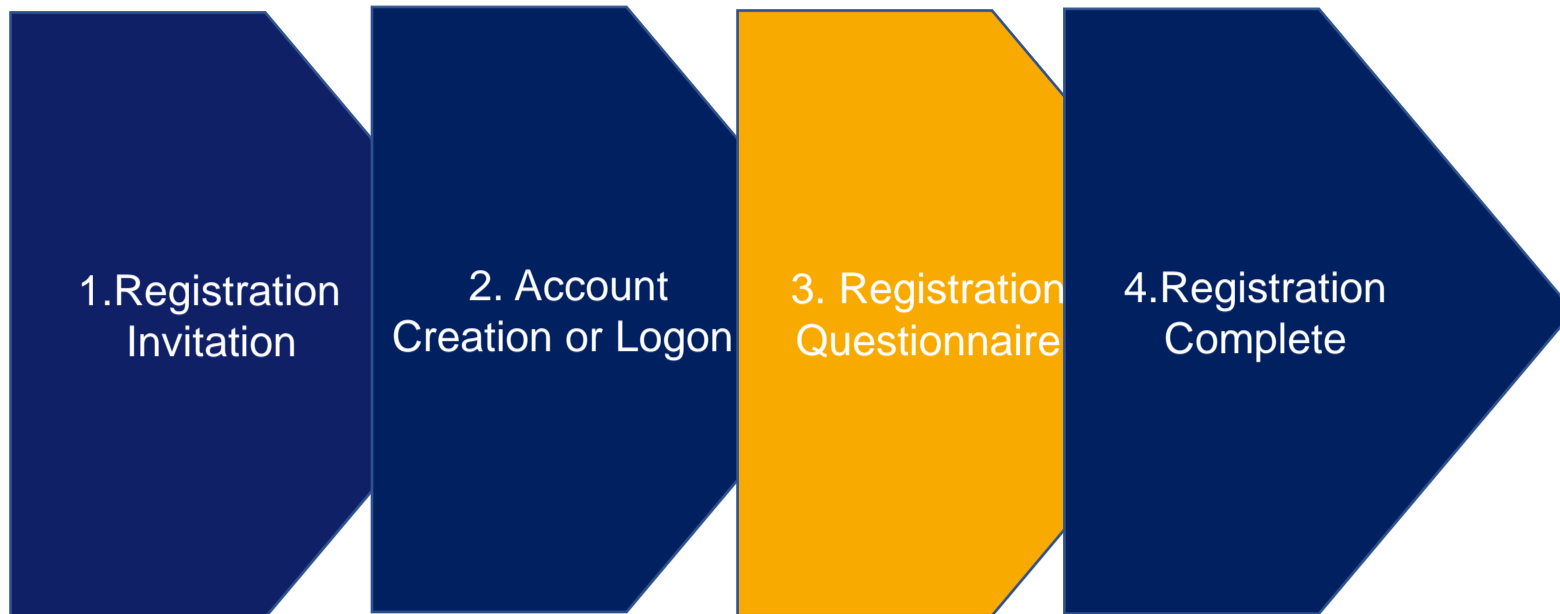 1.Registration
Invitation
2. Account
Creation or Logon
3. Registration
Questionnaire
4.Registration
Complete